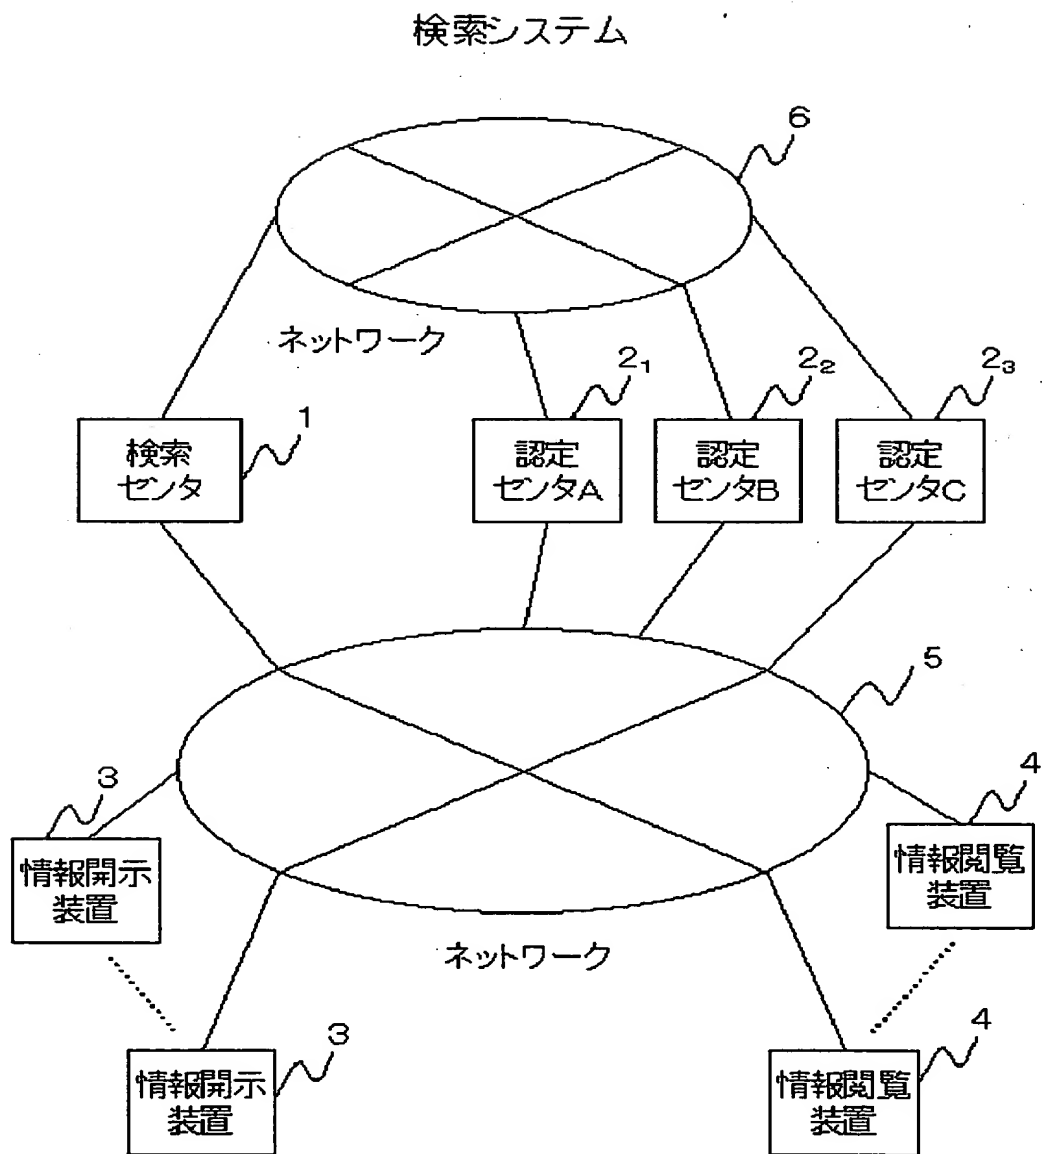 検索システム
6
ネットワーク
1
2₁
2₂
2₃
検索
センタ
認定
センタA
認定
センタB
認定
センタC
5
3
4
情報開示
装置
情報閲覧
装置
ネットワーク
3
4
情報開示
装置
情報閲覧
装置